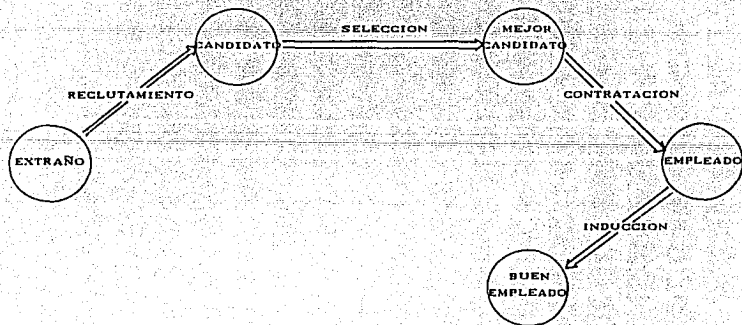 SELECCION
CANDIDATO
MEJOR
CANDIDATO
RECLUTAMIENTO
CONTRATACION
EXTRAÑO
EMPLEADO
INDUCCION
BUEN
EMPLEADO